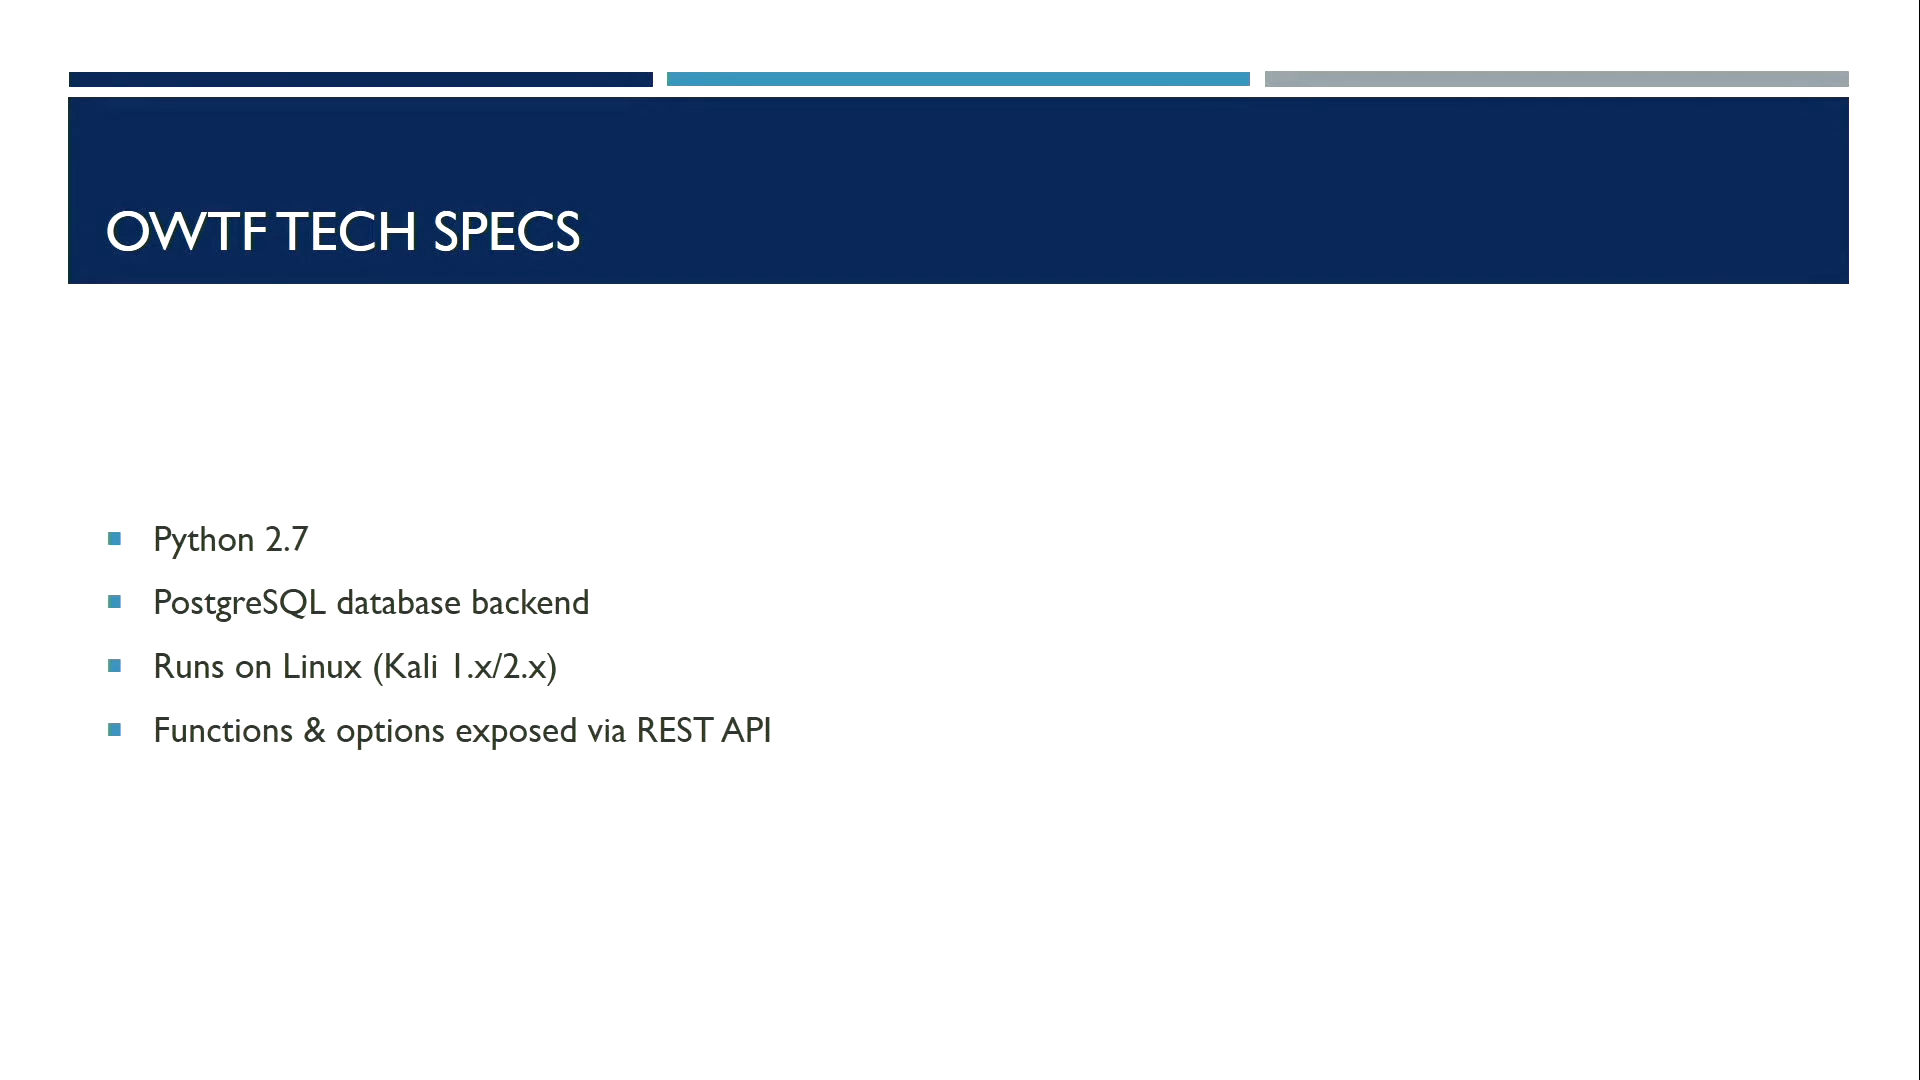 OWTF TECH SPECS
Python 2.7
PostgreSQL database backend
Runs on Linux (Kali 1.x/2.x)
Functions & options exposed via REST API